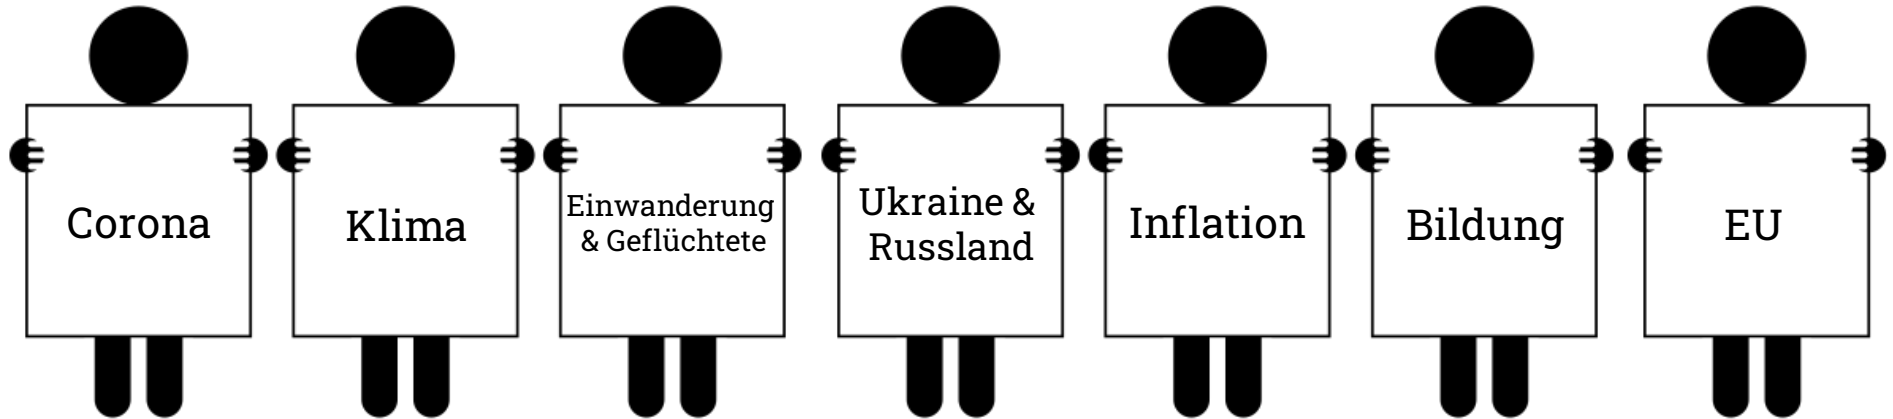 Corona
Klima
Einwanderung
& Geflüchtete
Ukraine &
Russland
Inflation
Bildung
EU